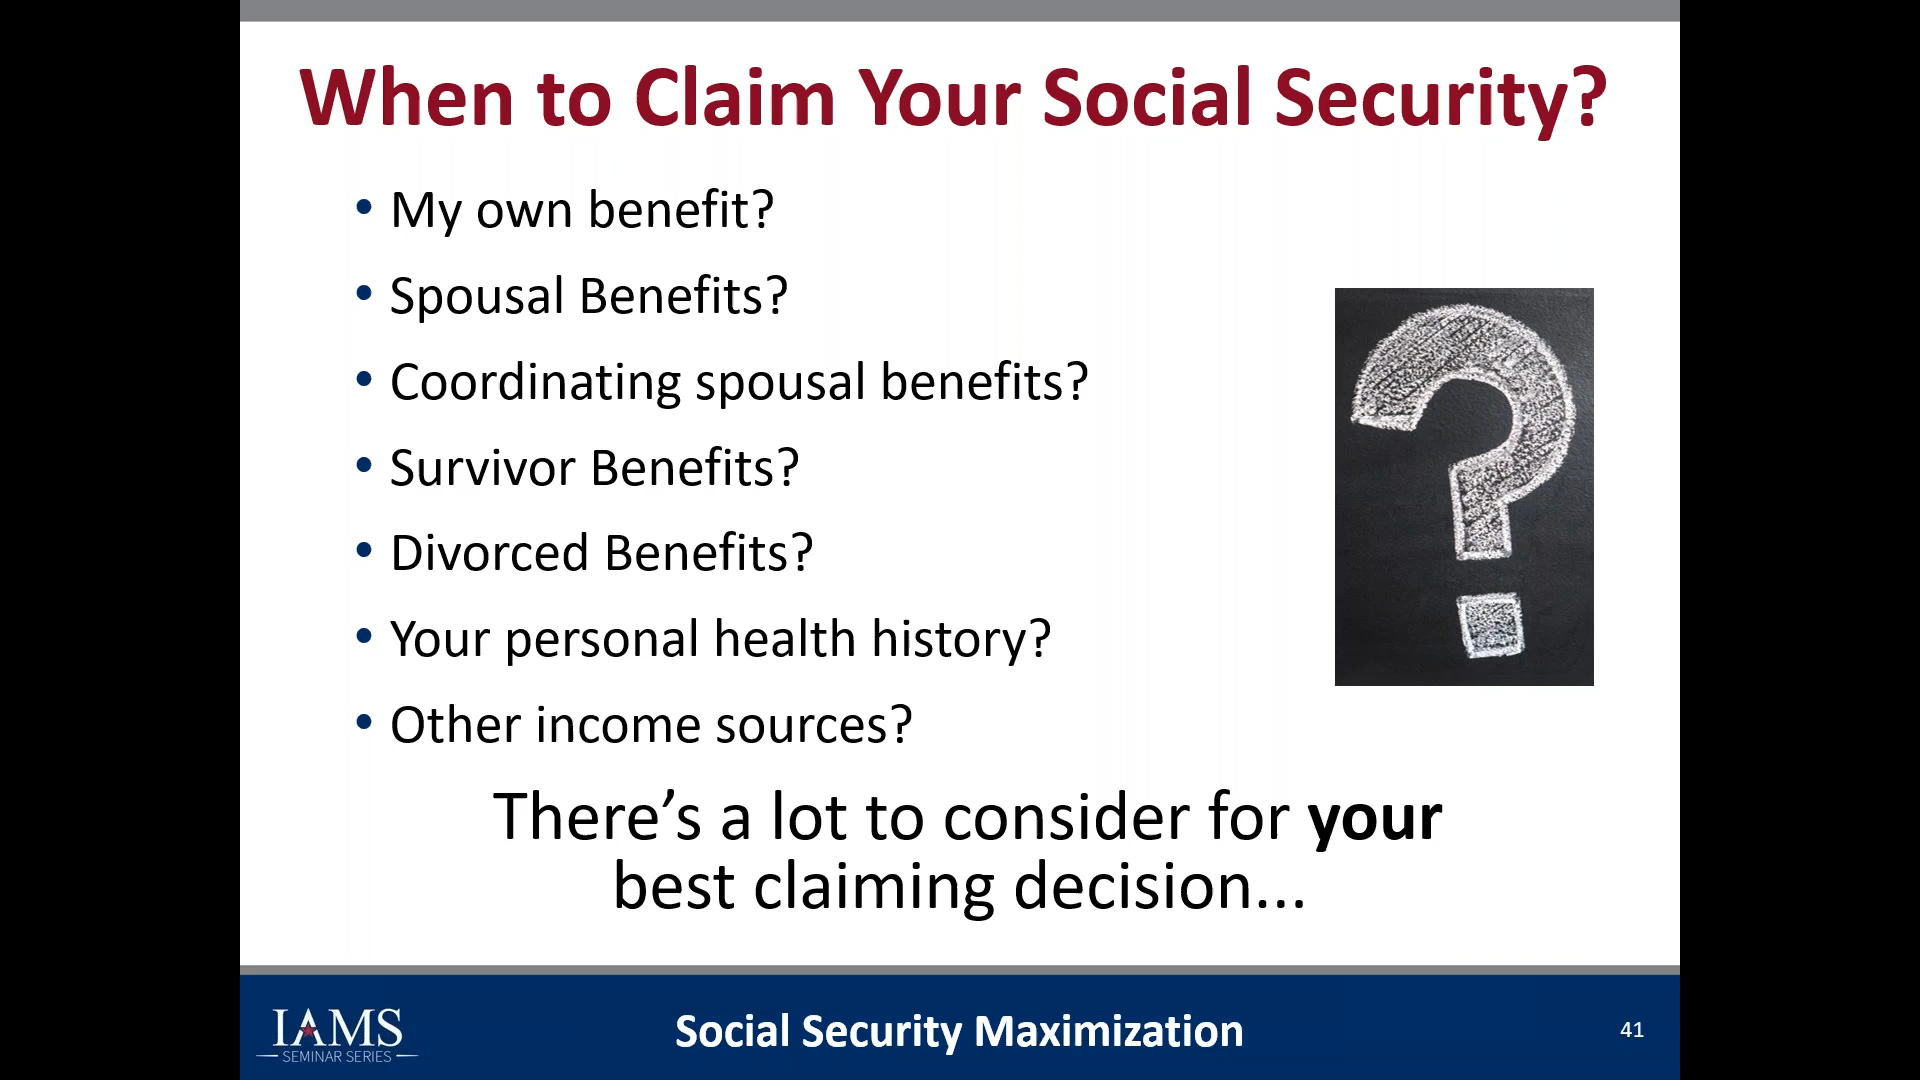 When to Claim Your Social Security?
• My own benefit?
• Spousal Benefits?
• Coordinating spousal benefits?
• Survivor Benefits?
• Divorced Benefits?
• Your personal health history?
• Other income sources?
There’s a lot to consider for your
best claiming decision...
IAMS
SEMINAR SERIES
Social Security Maximization
41